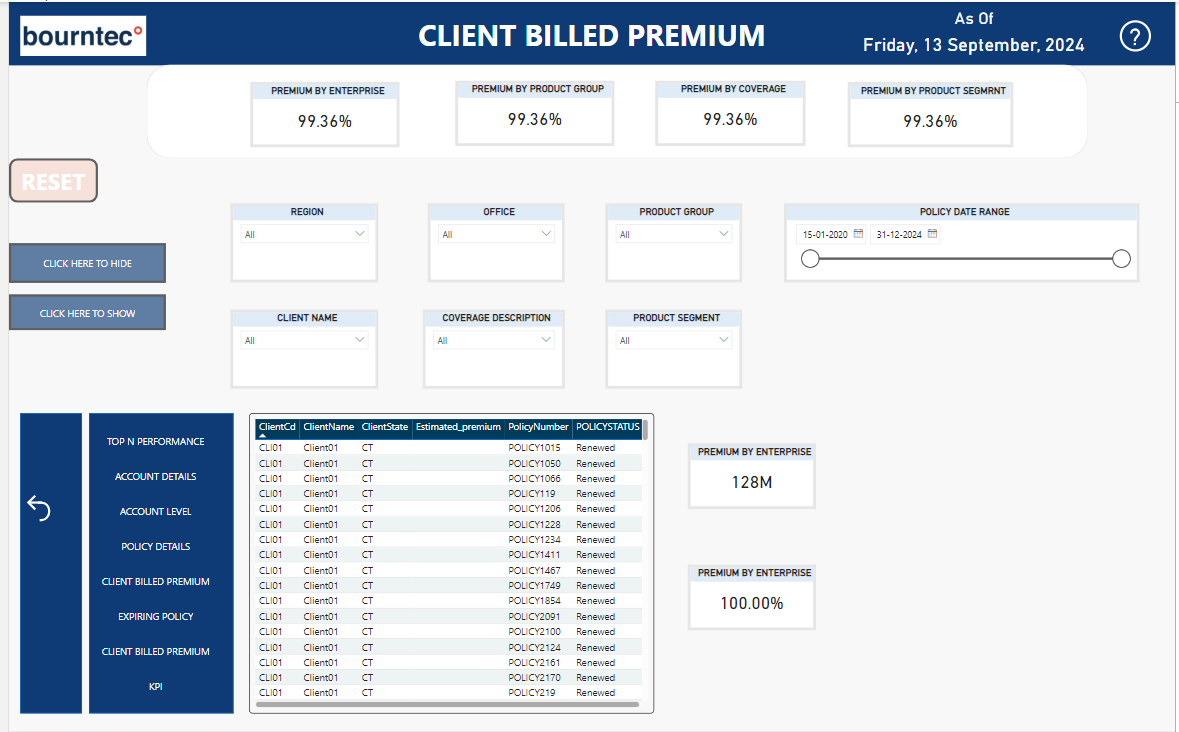 bourntec°
CLIENT BILLED PREMIUM
As Of
Friday, 13 September, 2024
?
PREMIUM BY ENTERPRISE
99.36%
PREMIUM BY PRODUCT GROUP
99.36%
PREMIUM BY COVERAGE
99.36%
PREMIUM BY PRODUCT SEGMRNT
99.36%
RESET
CLICK HERE TO HIDE
CLICK HERE TO SHOW
REGION
All
OFFICE
All
PRODUCT GROUP
All
POLICY DATE RANGE
15-01-2020 31-12-2024
CLIENT NAME
All
COVERAGE DESCRIPTION
All
PRODUCT SEGMENT
All
TOP N PERFORMANCE
ACCOUNT DETAILS
ACCOUNT LEVEL
POLICY DETAILS
CLIENT BILLED PREMIUM
EXPIRING POLICY
CLIENT BILLED PREMIUM
KPI
ClientCd ClientName ClientState Estimated_premium PolicyNumber POLICYSTATUS
CLI01 Client01 CT POLICY1015 Renewed
CLI01 Client01 CT POLICY1050 Renewed
CLI01 Client01 CT POLICY1066 Renewed
CLI01 Client01 CT POLICY119 Renewed
CLI01 Client01 CT POLICY1206 Renewed
CLI01 Client01 CT POLICY1228 Renewed
CLI01 Client01 CT POLICY1234 Renewed
CLI01 Client01 CT POLICY1411 Renewed
CLI01 Client01 CT POLICY1467 Renewed
CLI01 Client01 CT POLICY1749 Renewed
CLI01 Client01 CT POLICY1854 Renewed
CLI01 Client01 CT POLICY2091 Renewed
CLI01 Client01 CT POLICY2100 Renewed
CLI01 Client01 CT POLICY2124 Renewed
CLI01 Client01 CT POLICY2161 Renewed
CLI01 Client01 CT POLICY2170 Renewed
CLI01 Client01 CT POLICY219 Renewed
PREMIUM BY ENTERPRISE
128M
PREMIUM BY ENTERPRISE
100.00%